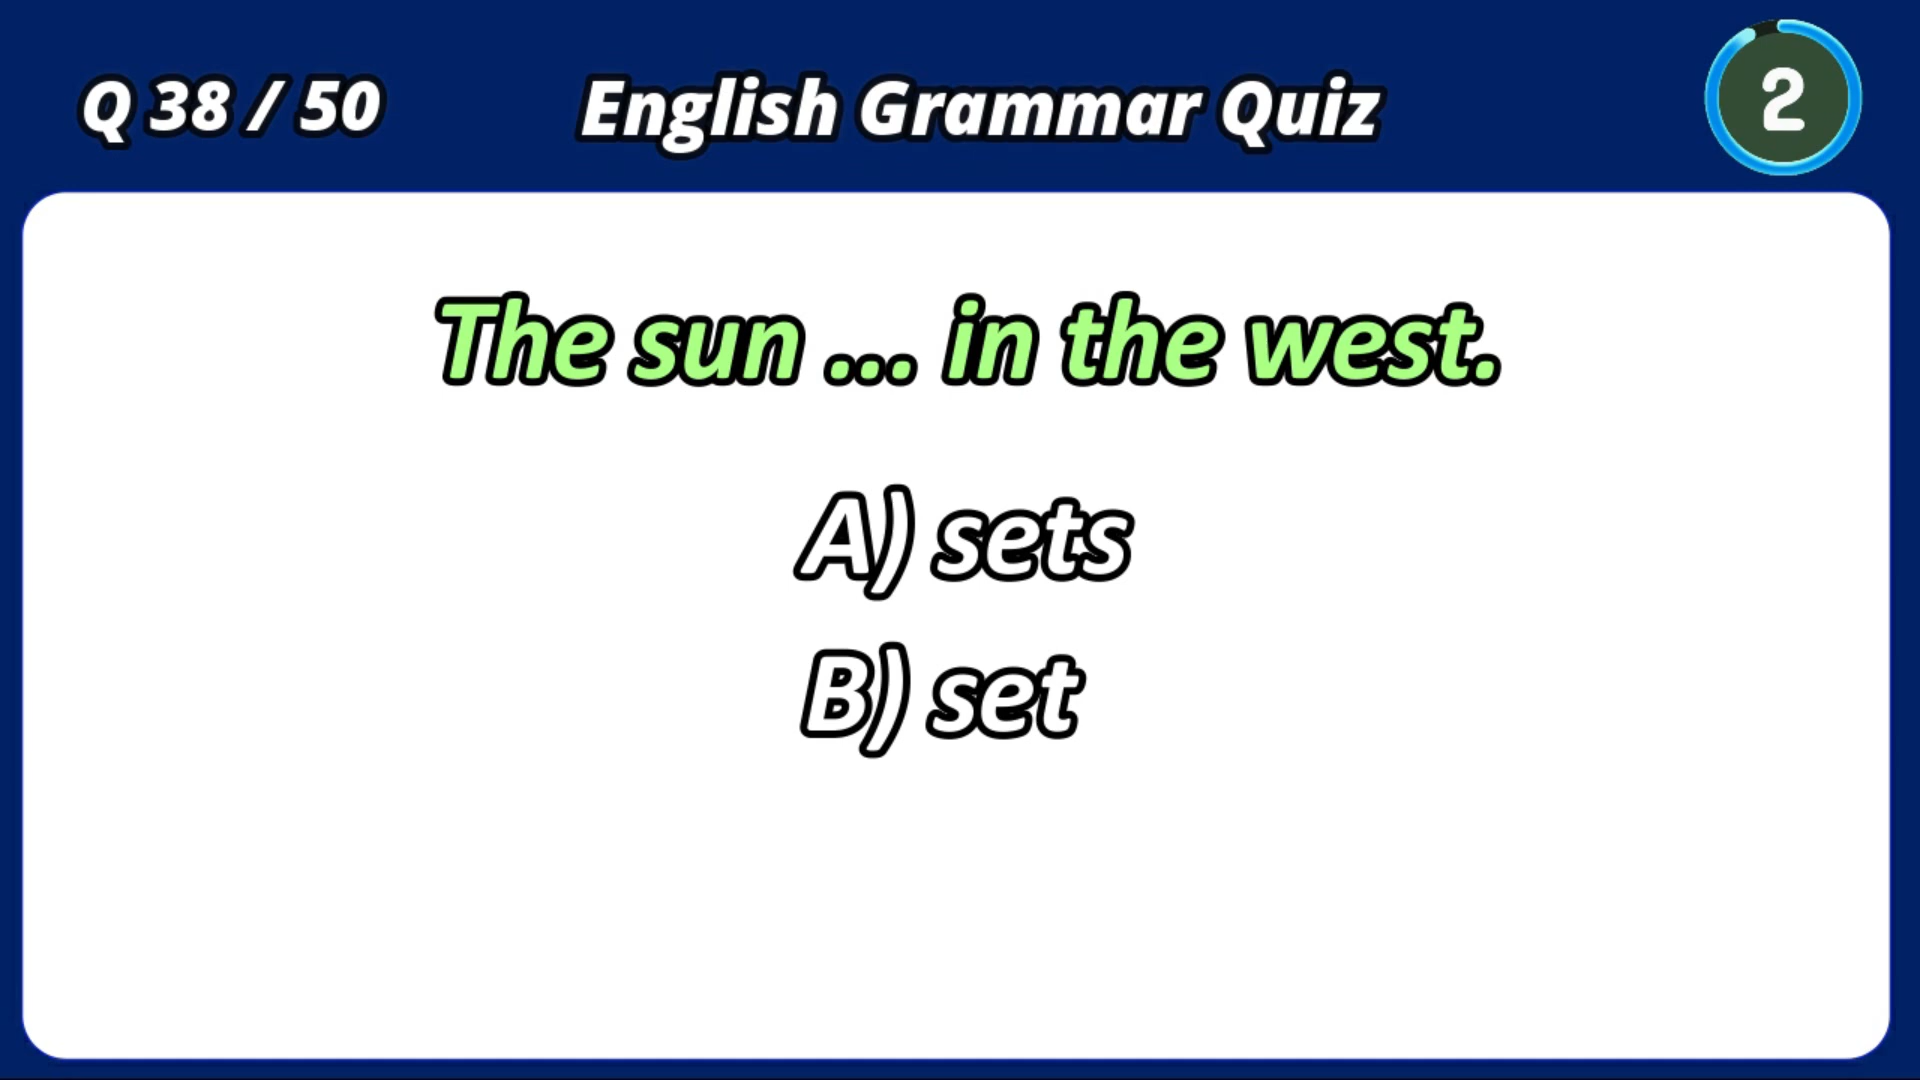 Q 38 / 50
English Grammar Quiz
2
The sun ... in the west.
A) sets
B) set